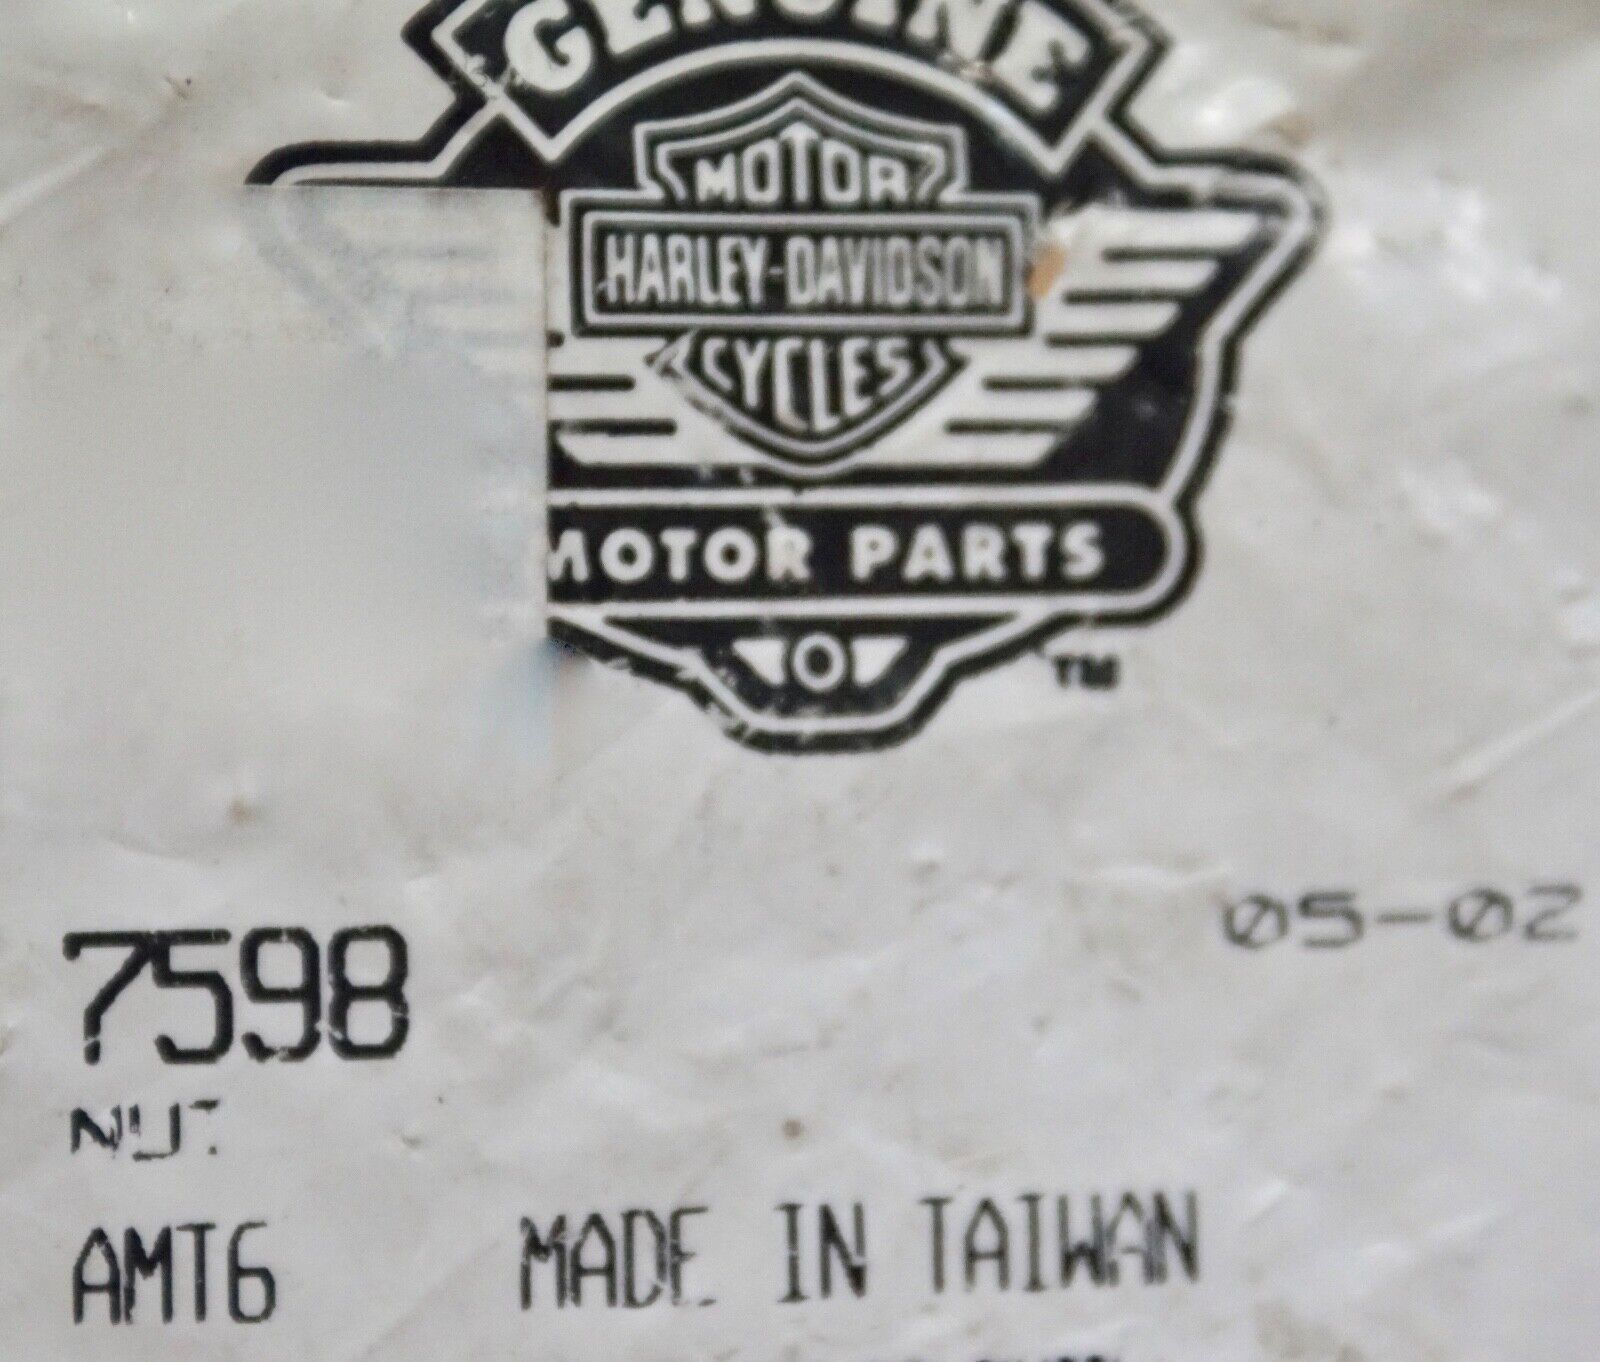 GENUINE
MOTOR
HARLEY-DAVIDSON
CYCLES
MOTOR PARTS
TM
05-02
7598
NUT
AMT6 MADE IN TAIWAN